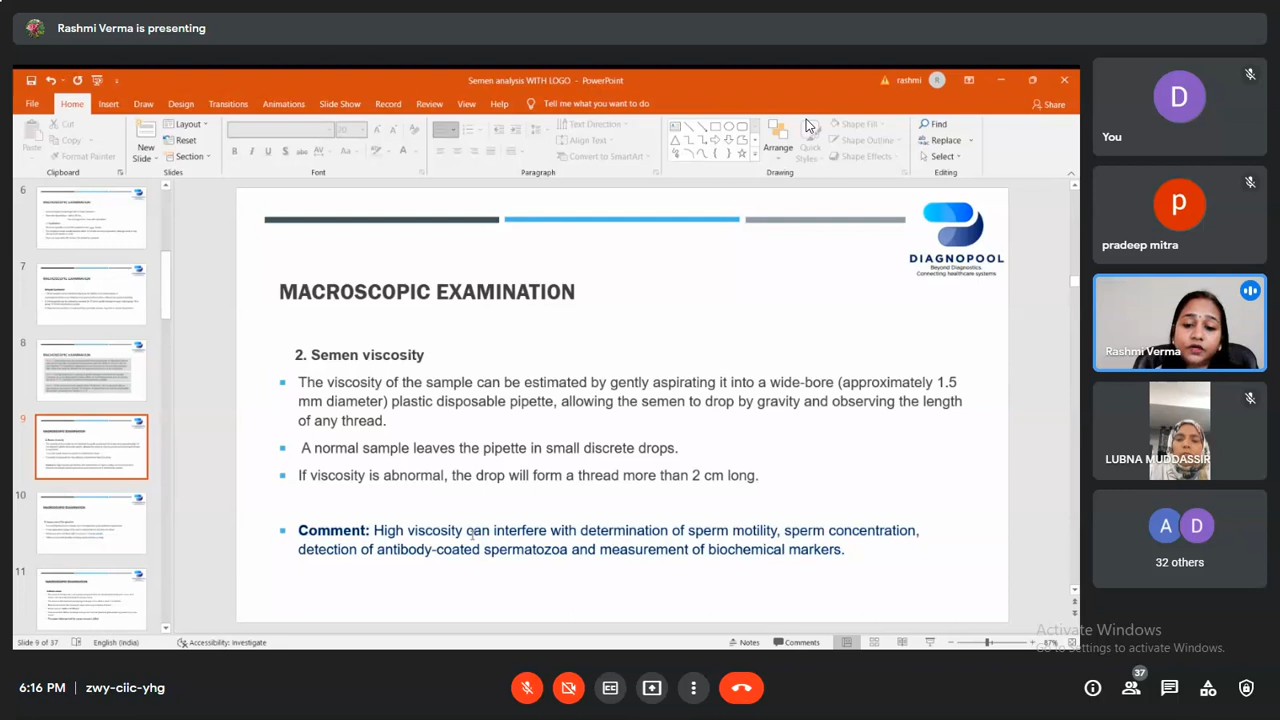 Rashmi Verma is presenting
Semen analysis WITH LOGO - PowerPoint
rashmi
R
File Home Insert Draw Design Transitions Animations Slide Show Record Review View Help Tell me what you want to do
Share
Cut
Copy
Format Painter
Paste
Clipboard
New
Slide
Layout
Reset
Section
Slides
20
Font
Text Direction
Align Text
Convert to SmartArt
Paragraph
Arrange
Quick
Styles
Shape Fill
Shape Outline
Shape Effects
Drawing
Find
Replace
Select
Editing
6
7
8
9
10
11
DIAGNOPOOL
Beyond Diagnostics.
Connecting healthcare systems
MACROSCOPIC EXAMINATION
2. Semen viscosity
The viscosity of the sample can be estimated by gently aspirating it into a wide-bore (approximately 1.5
mm diameter) plastic disposable pipette, allowing the semen to drop by gravity and observing the length
of any thread.
A normal sample leaves the pipette in small discrete drops.
If viscosity is abnormal, the drop will form a thread more than 2 cm long.
Comment: High viscosity can interfere with determination of sperm motility, sperm concentration,
detection of antibody-coated spermatozoa and measurement of biochemical markers.
Slide 9 of 37 English (India) Accessibility: Investigate
Notes Comments 87%
D
You
p
pradeep mitra
Rashmi Verma
LUBNA MUDDASSIR
A D
32 others
Activate Windows
Go to Settings to activate Windows.
6:16 PM zwy-ciic-yhg
37